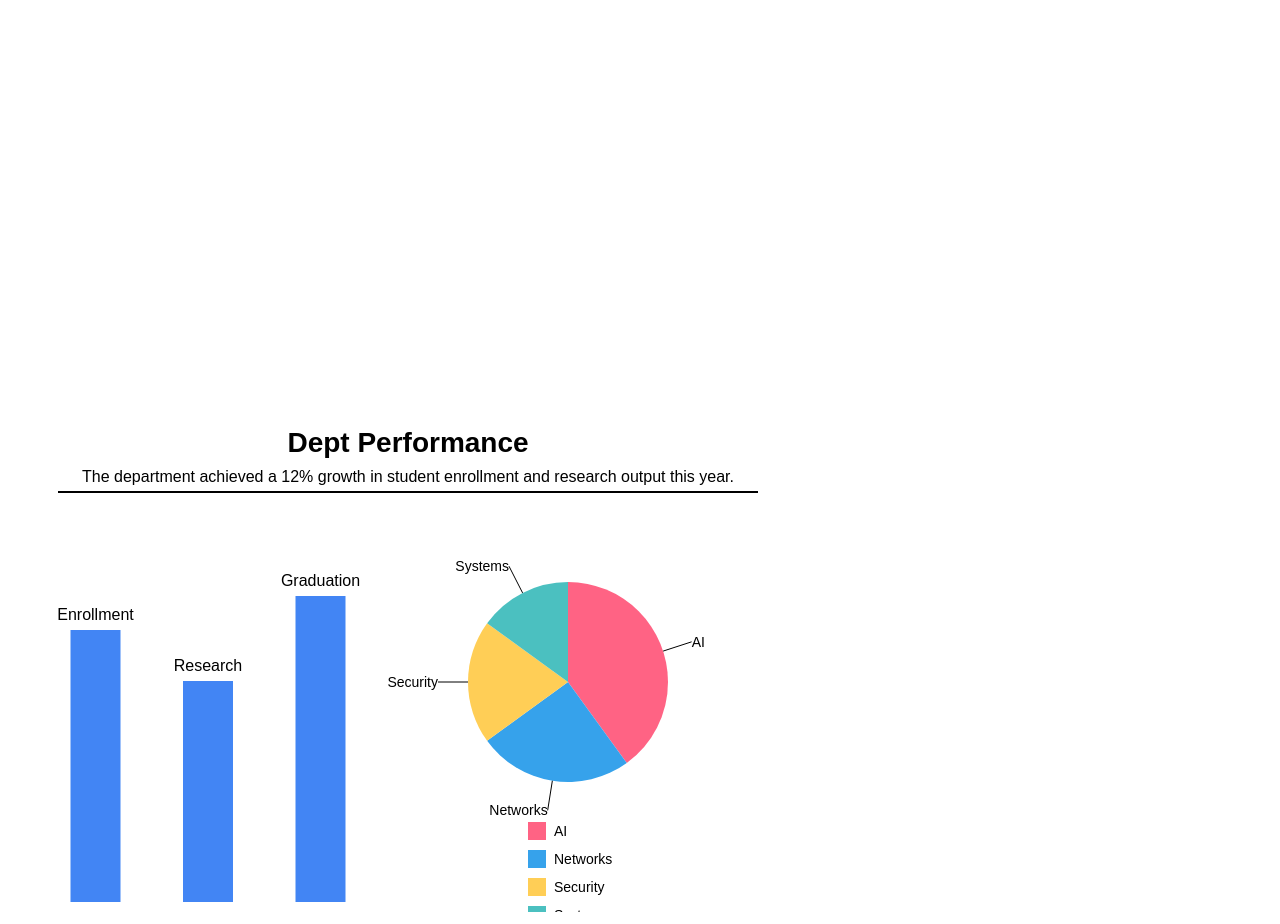 Dept Performance
The department achieved a 12% growth in student enrollment and research output this year.
Systems
Graduation
Enrollment
AI
Research
Security
Networks
AI
Networks
Security